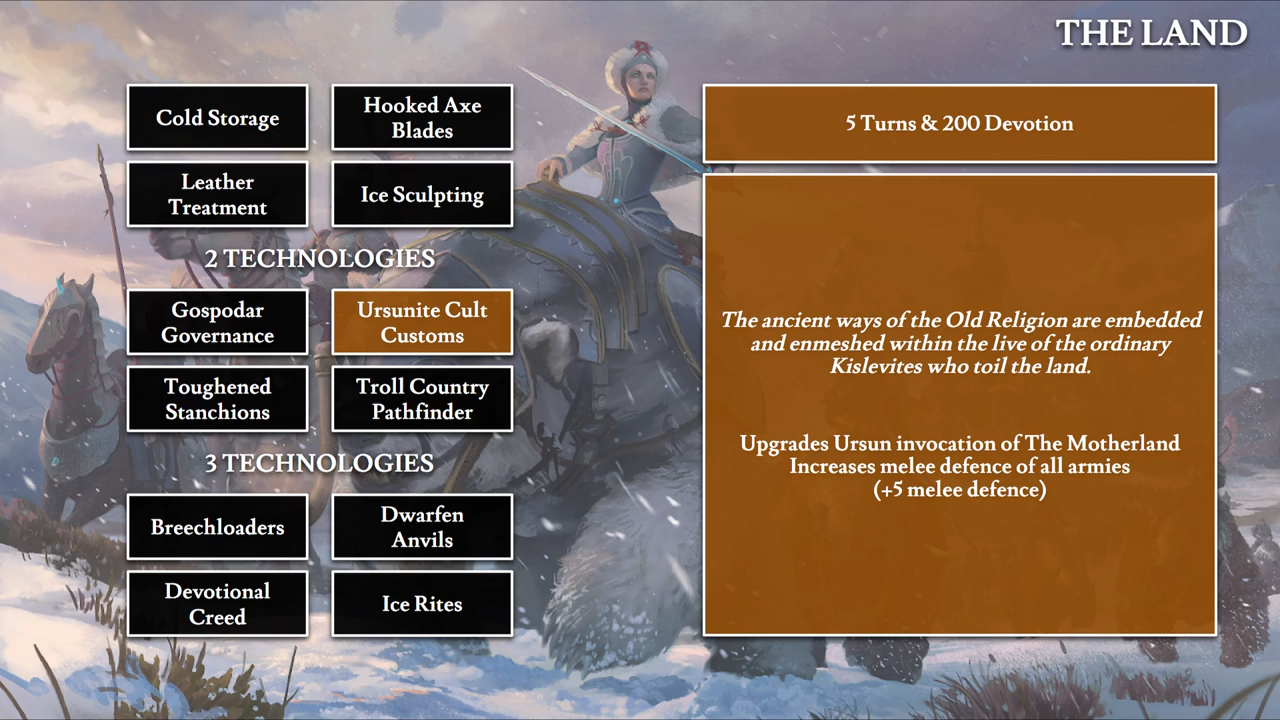 THE LAND
Cold Storage
Hooked Axe
Blades
Leather
Treatment
Ice Sculpting
2 TECHNOLOGIES
Gospodar
Governance
Ursunite Cult
Customs
Toughened
Stanchions
Troll Country
Pathfinder
3 TECHNOLOGIES
Breechloaders
Dwarfen
Anvils
Devotional
Creed
Ice Rites
5 Turns & 200 Devotion
The ancient ways of the Old Religion are embedded
and enmeshed within the live of the ordinary
Kislevites who toil the land.
Upgrades Ursun invocation of The Motherland
Increases melee defence of all armies
(+5 melee defence)